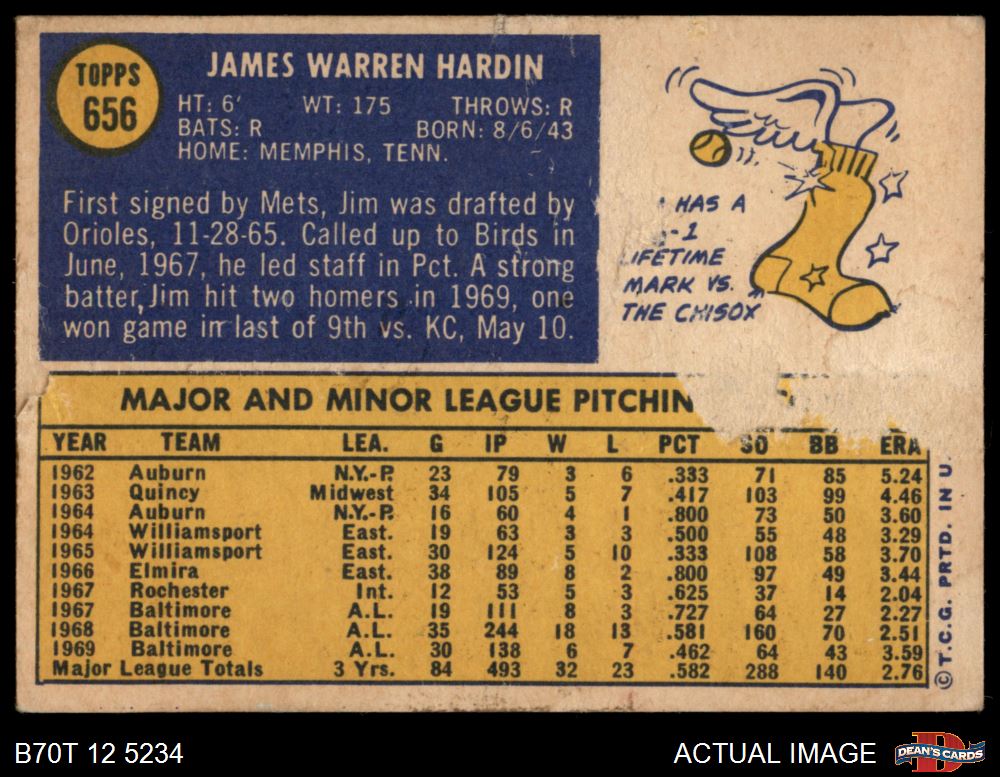 TOPPS
656
JAMES WARREN HARDIN
HT: 6' WT: 175 THROWS: R
BATS: R BORN: 8/6/43
HOME: MEMPHIS, TENN.
First signed by Mets, Jim was drafted by
Orioles, 11-28-65. Called up to Birds in
June, 1967, he led staff in Pct. A strong
batter, Jim hit two homers in 1969, one
won game in last of 9th vs. KC, May 10.
HAS A
-1
IFETIME
MARK VS.
THE CHISOX
MAJOR AND MINOR LEAGUE PITCHIN
YEAR TEAM LEA. G IP W L PCT SO BB ERA
1962 Auburn N.Y.-P. 23 79 3 6 .333 71 85 5.24
1963 Quincy Midwest 34 105 5 7 .417 103 99 4.46
1964 Auburn N.Y.-P. 16 60 4 1 .800 73 50 3.60
1964 Williamsport East. 19 63 3 3 .500 55 48 3.29
1965 Williamsport East. 30 124 5 10 .333 108 58 3.70
1966 Elmira East. 38 89 8 2 .800 97 49 3.44
1967 Rochester Int. 12 53 5 3 .625 37 14 2.04
1967 Baltimore A.L. 19 111 8 3 .727 64 27 2.27
1968 Baltimore A.L. 35 244 18 13 .581 160 70 2.51
1969 Baltimore A.L. 30 138 6 7 .462 64 43 3.59
Major League Totals 3 Yrs. 84 493 32 23 .582 288 140 2.76
©T.C.G. PRTD. IN U.
B70T 12 5234
ACTUAL IMAGE
DEAN'S CARDS